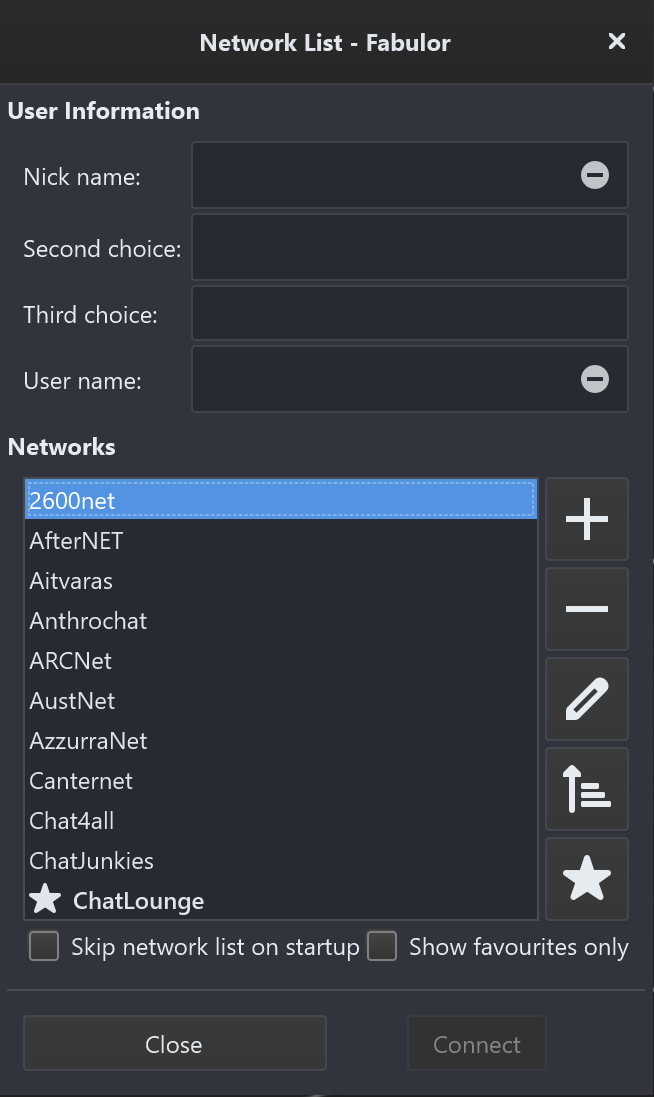 Network List - Fabulor
User Information
Nick name:
Second choice:
Third choice:
User name:
Networks
2600net
AfterNET
Aitvaras
Anthrochat
ARCNet
AustNet
AzzurraNet
Canternet
Chat4all
ChatJunkies
ChatLounge
Skip network list on startup Show favourites only
Close Connect